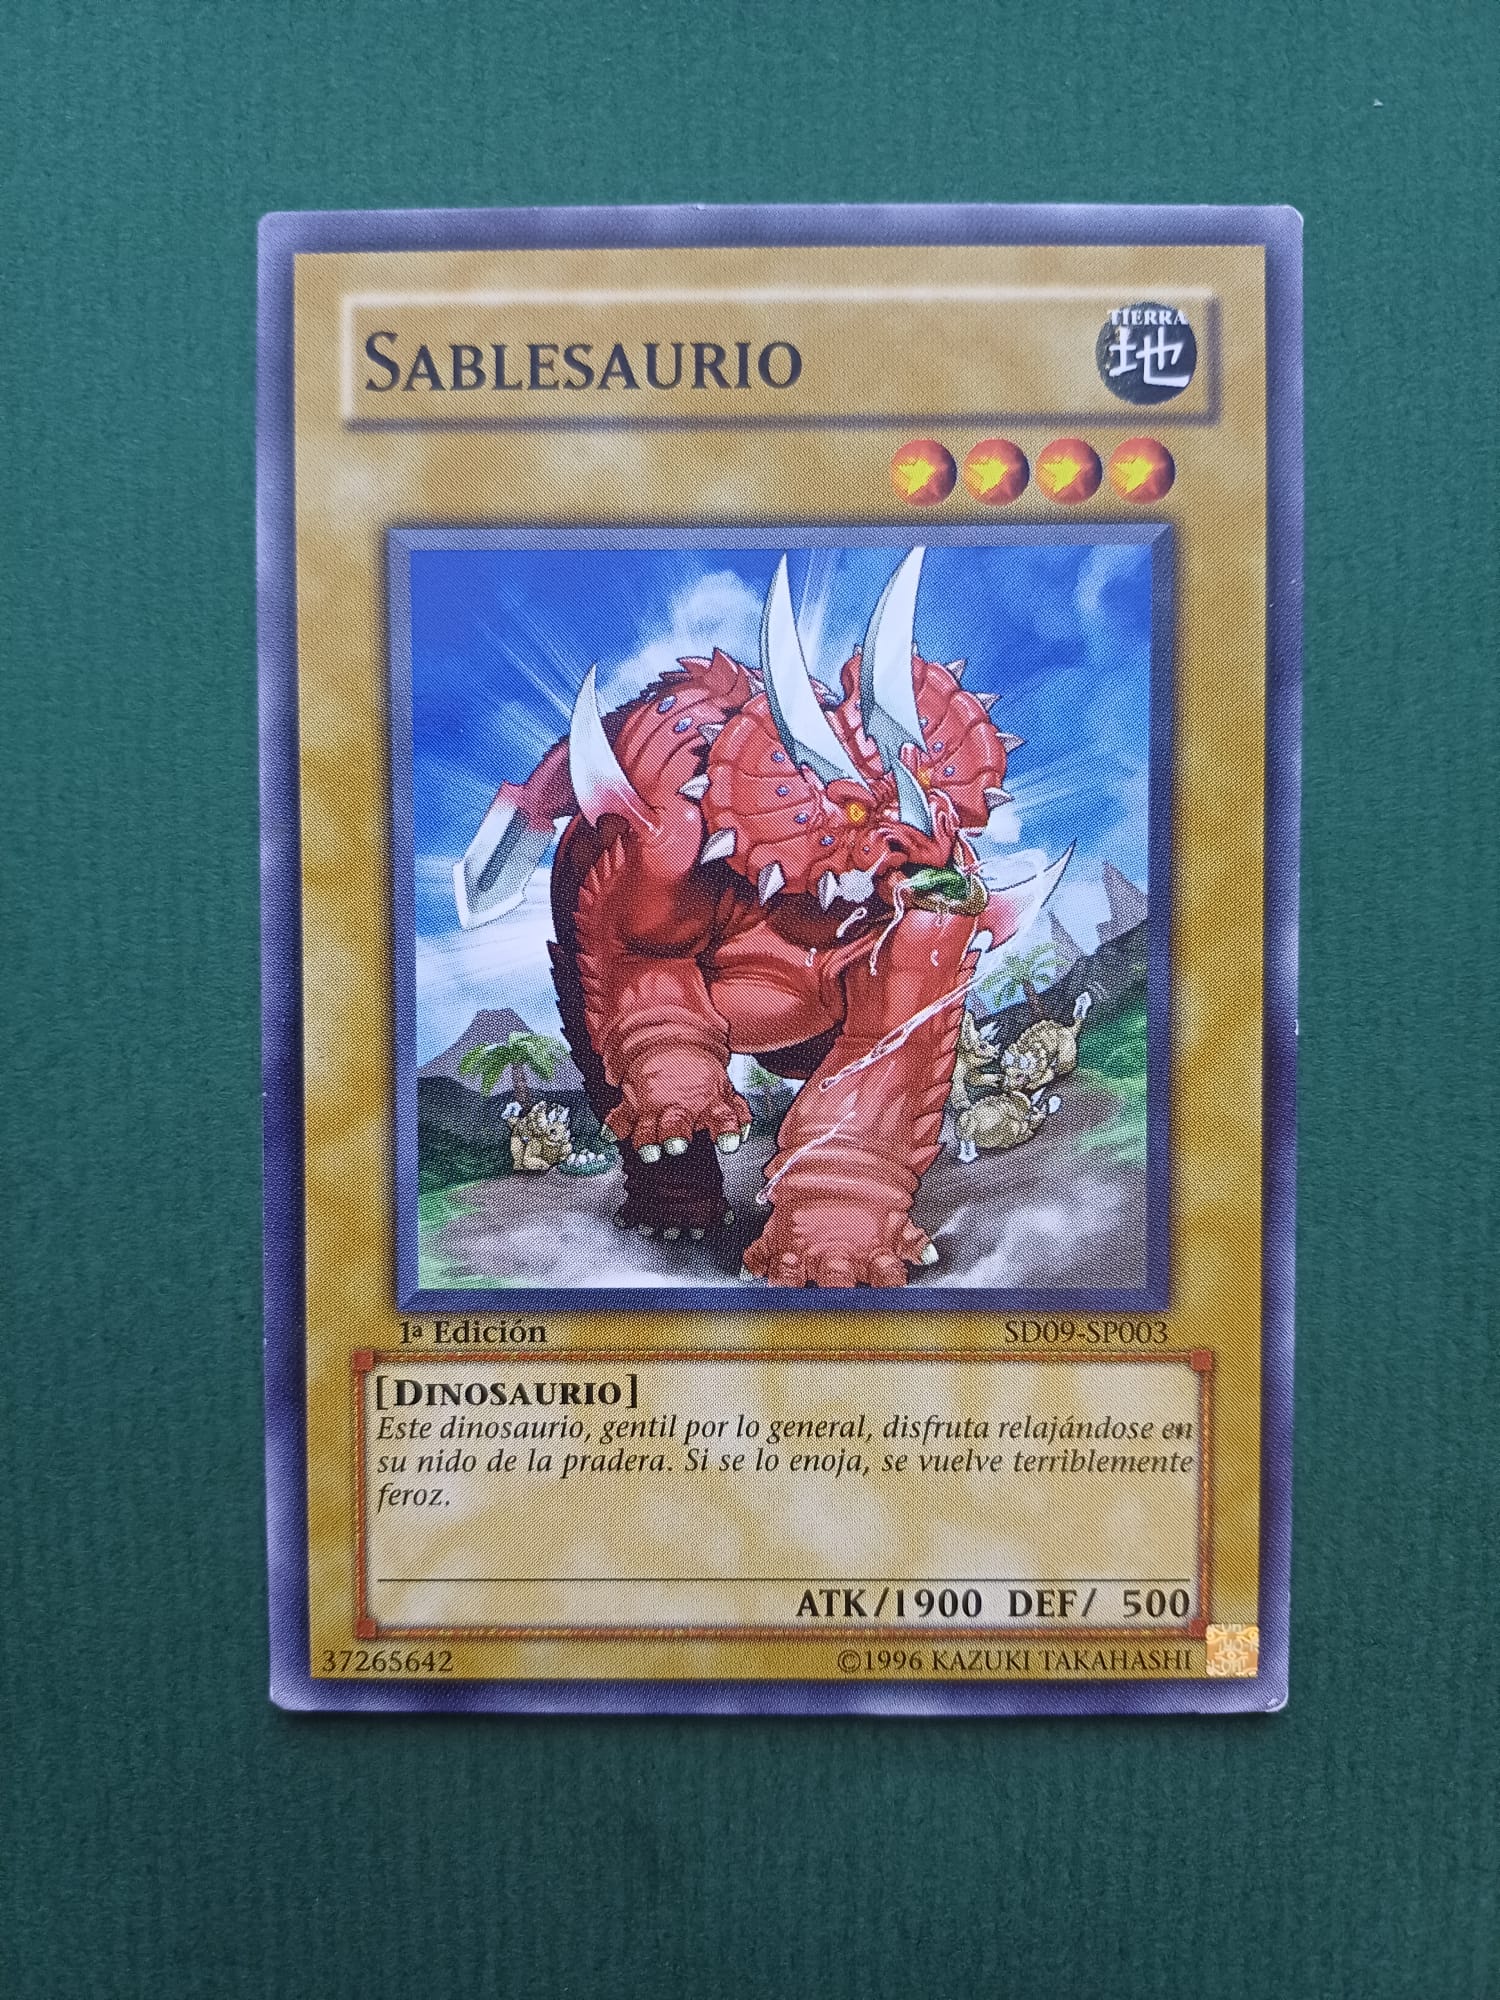 SABLESAURIO
TIERRA
地
1ª Edición
SD09-SP003
[DINOSAURIO]
Este dinosaurio, gentil por lo general, disfruta relajándose en
su nido de la pradera. Si se lo enoja, se vuelve terriblemente
feroz.
ATK/1900 DEF/ 500
37265642
©1996 KAZUKI TAKAHASHI